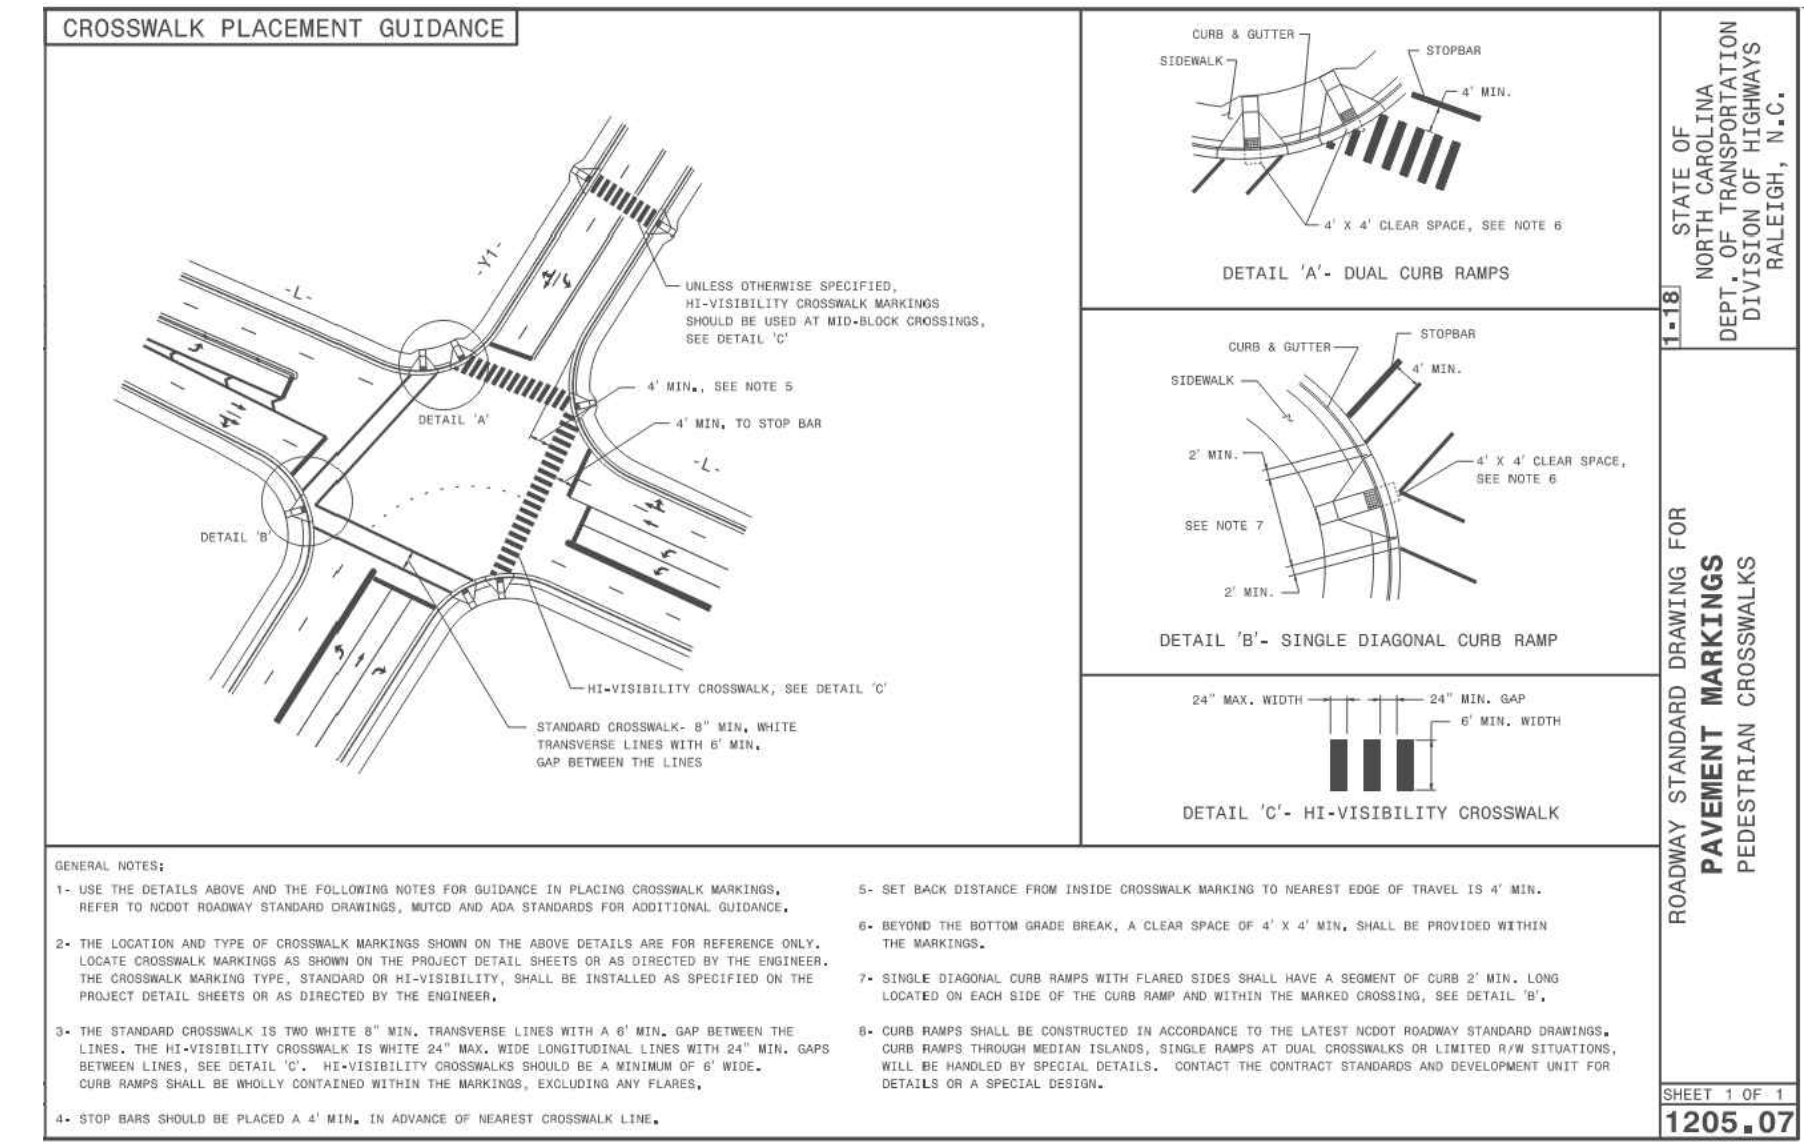 CROSSWALK PLACEMENT GUIDANCE
-L-
-Y1-
UNLESS OTHERWISE SPECIFIED,
HI-VISIBILITY CROSSWALK MARKINGS
SHOULD BE USED AT MID-BLOCK CROSSINGS,
SEE DETAIL 'C'
4' MIN., SEE NOTE 5
4' MIN. TO STOP BAR
DETAIL 'A'
-L-
DETAIL 'B'
HI-VISIBILITY CROSSWALK, SEE DETAIL 'C'
STANDARD CROSSWALK- 8" MIN. WHITE
TRANSVERSE LINES WITH 6' MIN.
GAP BETWEEN THE LINES
CURB & GUTTER
STOPBAR
SIDEWALK
4' MIN.
4' X 4' CLEAR SPACE, SEE NOTE 6
DETAIL 'A'- DUAL CURB RAMPS
STOPBAR
CURB & GUTTER
4' MIN.
SIDEWALK
2' MIN.
4' X 4' CLEAR SPACE,
SEE NOTE 6
SEE NOTE 7
2' MIN.
DETAIL 'B'- SINGLE DIAGONAL CURB RAMP
24" MAX. WIDTH
24" MIN. GAP
6' MIN. WIDTH
DETAIL 'C'- HI-VISIBILITY CROSSWALK
GENERAL NOTES:
1- USE THE DETAILS ABOVE AND THE FOLLOWING NOTES FOR GUIDANCE IN PLACING CROSSWALK MARKINGS.
REFER TO NCDOT ROADWAY STANDARD DRAWINGS, MUTCD AND ADA STANDARDS FOR ADDITIONAL GUIDANCE.
2- THE LOCATION AND TYPE OF CROSSWALK MARKINGS SHOWN ON THE ABOVE DETAILS ARE FOR REFERENCE ONLY.
LOCATE CROSSWALK MARKINGS AS SHOWN ON THE PROJECT DETAIL SHEETS OR AS DIRECTED BY THE ENGINEER.
THE CROSSWALK MARKING TYPE, STANDARD OR HI-VISIBILITY, SHALL BE INSTALLED AS SPECIFIED ON THE
PROJECT DETAIL SHEETS OR AS DIRECTED BY THE ENGINEER.
3- THE STANDARD CROSSWALK IS TWO WHITE 8" MIN. TRANSVERSE LINES WITH A 6' MIN. GAP BETWEEN THE
LINES. THE HI-VISIBILITY CROSSWALK IS WHITE 24" MAX. WIDE LONGITUDINAL LINES WITH 24" MIN. GAPS
BETWEEN LINES, SEE DETAIL 'C'. HI-VISIBILITY CROSSWALKS SHOULD BE A MINIMUM OF 6' WIDE.
CURB RAMPS SHALL BE WHOLLY CONTAINED WITHIN THE MARKINGS, EXCLUDING ANY FLARES.
4- STOP BARS SHOULD BE PLACED A 4' MIN. IN ADVANCE OF NEAREST CROSSWALK LINE.
5- SET BACK DISTANCE FROM INSIDE CROSSWALK MARKING TO NEAREST EDGE OF TRAVEL IS 4' MIN.
6- BEYOND THE BOTTOM GRADE BREAK, A CLEAR SPACE OF 4' X 4' MIN. SHALL BE PROVIDED WITHIN
THE MARKINGS.
7- SINGLE DIAGONAL CURB RAMPS WITH FLARED SIDES SHALL HAVE A SEGMENT OF CURB 2' MIN. LONG
LOCATED ON EACH SIDE OF THE CURB RAMP AND WITHIN THE MARKED CROSSING, SEE DETAIL 'B'.
8- CURB RAMPS SHALL BE CONSTRUCTED IN ACCORDANCE TO THE LATEST NCDOT ROADWAY STANDARD DRAWINGS.
CURB RAMPS THROUGH MEDIAN ISLANDS, SINGLE RAMPS AT DUAL CROSSWALKS OR LIMITED R/W SITUATIONS,
WILL BE HANDLED BY SPECIAL DETAILS. CONTACT THE CONTRACT STANDARDS AND DEVELOPMENT UNIT FOR
DETAILS OR A SPECIAL DESIGN.
STATE OF
NORTH CAROLINA
DEPT. OF TRANSPORTATION
DIVISION OF HIGHWAYS
RALEIGH, N.C.
1-18
ROADWAY STANDARD DRAWING FOR
PAVEMENT MARKINGS
PEDESTRIAN CROSSWALKS
SHEET 1 OF 1
1205.07